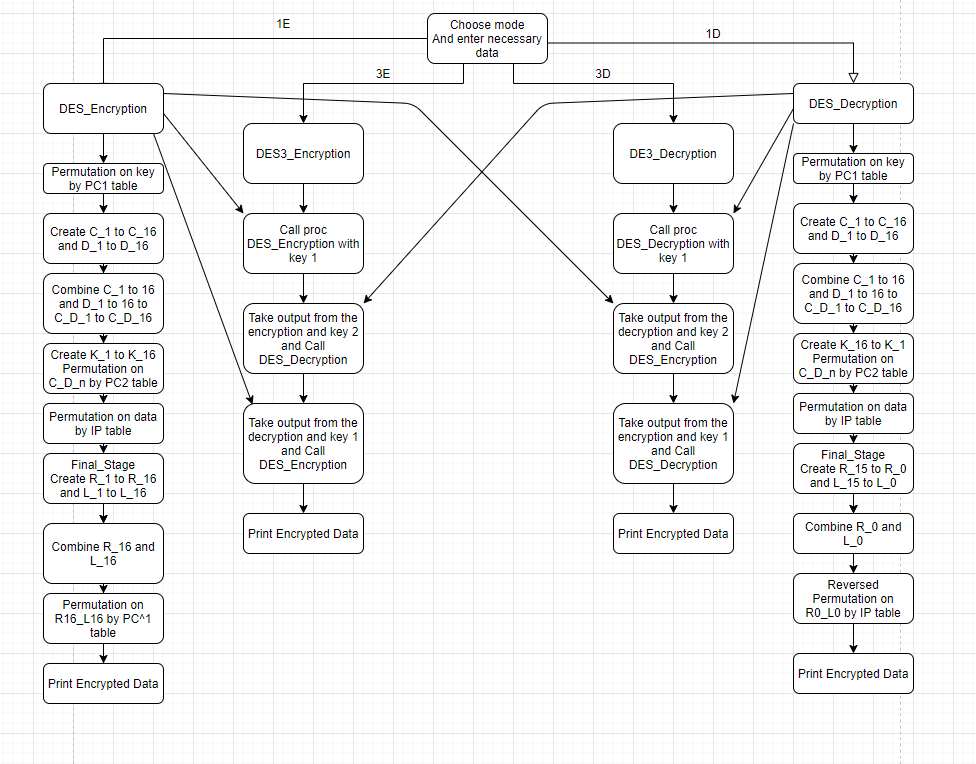 1E
Choose mode
And enter necessary
data
1D
3E
3D
DES_Encryption
Permutation on key
by PC1 table
Create C_1 to C_16
and D_1 to D_16
Combine C_1 to 16
and D_1 to 16 to
C_D_1 to C_D_16
Create K_1 to K_16
Permutation on
C_D_n by PC2 table
Permutation on data
by IP table
Final_Stage
Create R_1 to R_16
and L_1 to L_16
Combine R_16 and
L_16
Permutation on
R16_L16 by PC^1
table
Print Encrypted Data
DES3_Encryption
Call proc
DES_Encryption with
key 1
Take output from the
encryption and key 2
and Call
DES_Decryption
Take output from the
decryption and key 1
and Call
DES_Encryption
Print Encrypted Data
DE3_Decryption
Call proc
DES_Decryption with
key 1
Take output from the
decryption and key 2
and Call
DES_Encryption
Take output from the
encryption and key 1
and Call
DES_Decryption
Print Encrypted Data
DES_Decryption
Permutation on key
by PC1 table
Create C_1 to C_16
and D_1 to D_16
Combine C_1 to 16
and D_1 to 16 to
C_D_1 to C_D_16
Create K_16 to K_1
Permutation on
C_D_n by PC2 table
Permutation on data
by IP table
Final_Stage
Create R_15 to R_0
and L_15 to L_0
Combine R_0 and
L_0
Reversed
Permutation on
R0_L0 by IP table
Print Encrypted Data